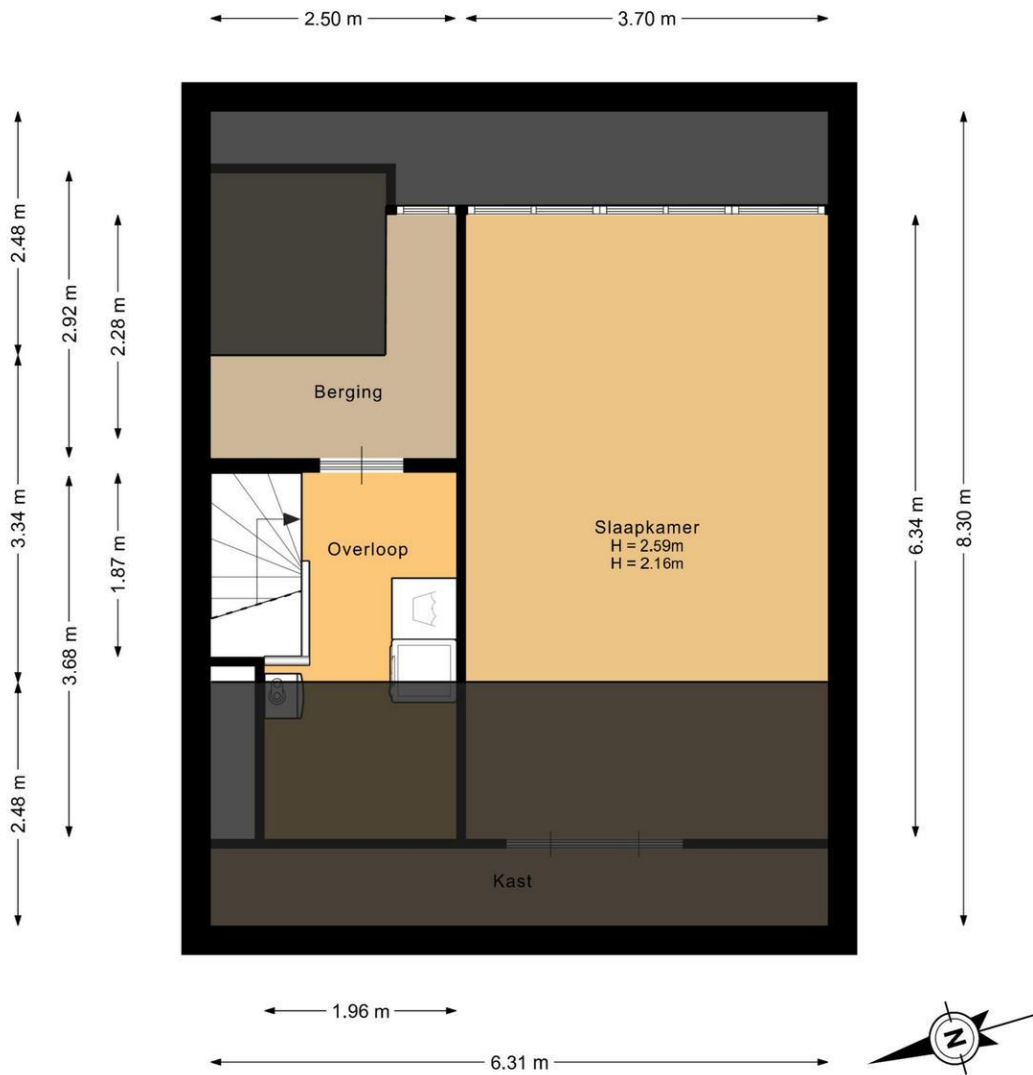 2.50 m
3.70 m
2.48 m
2.92 m
2.28 m
Berging
3.34 m
1.87 m
3.68 m
Overloop
Slaapkamer
H = 2.59m
H = 2.16m
6.34 m
8.30 m
2.48 m
Kast
1.96 m
6.31 m
N